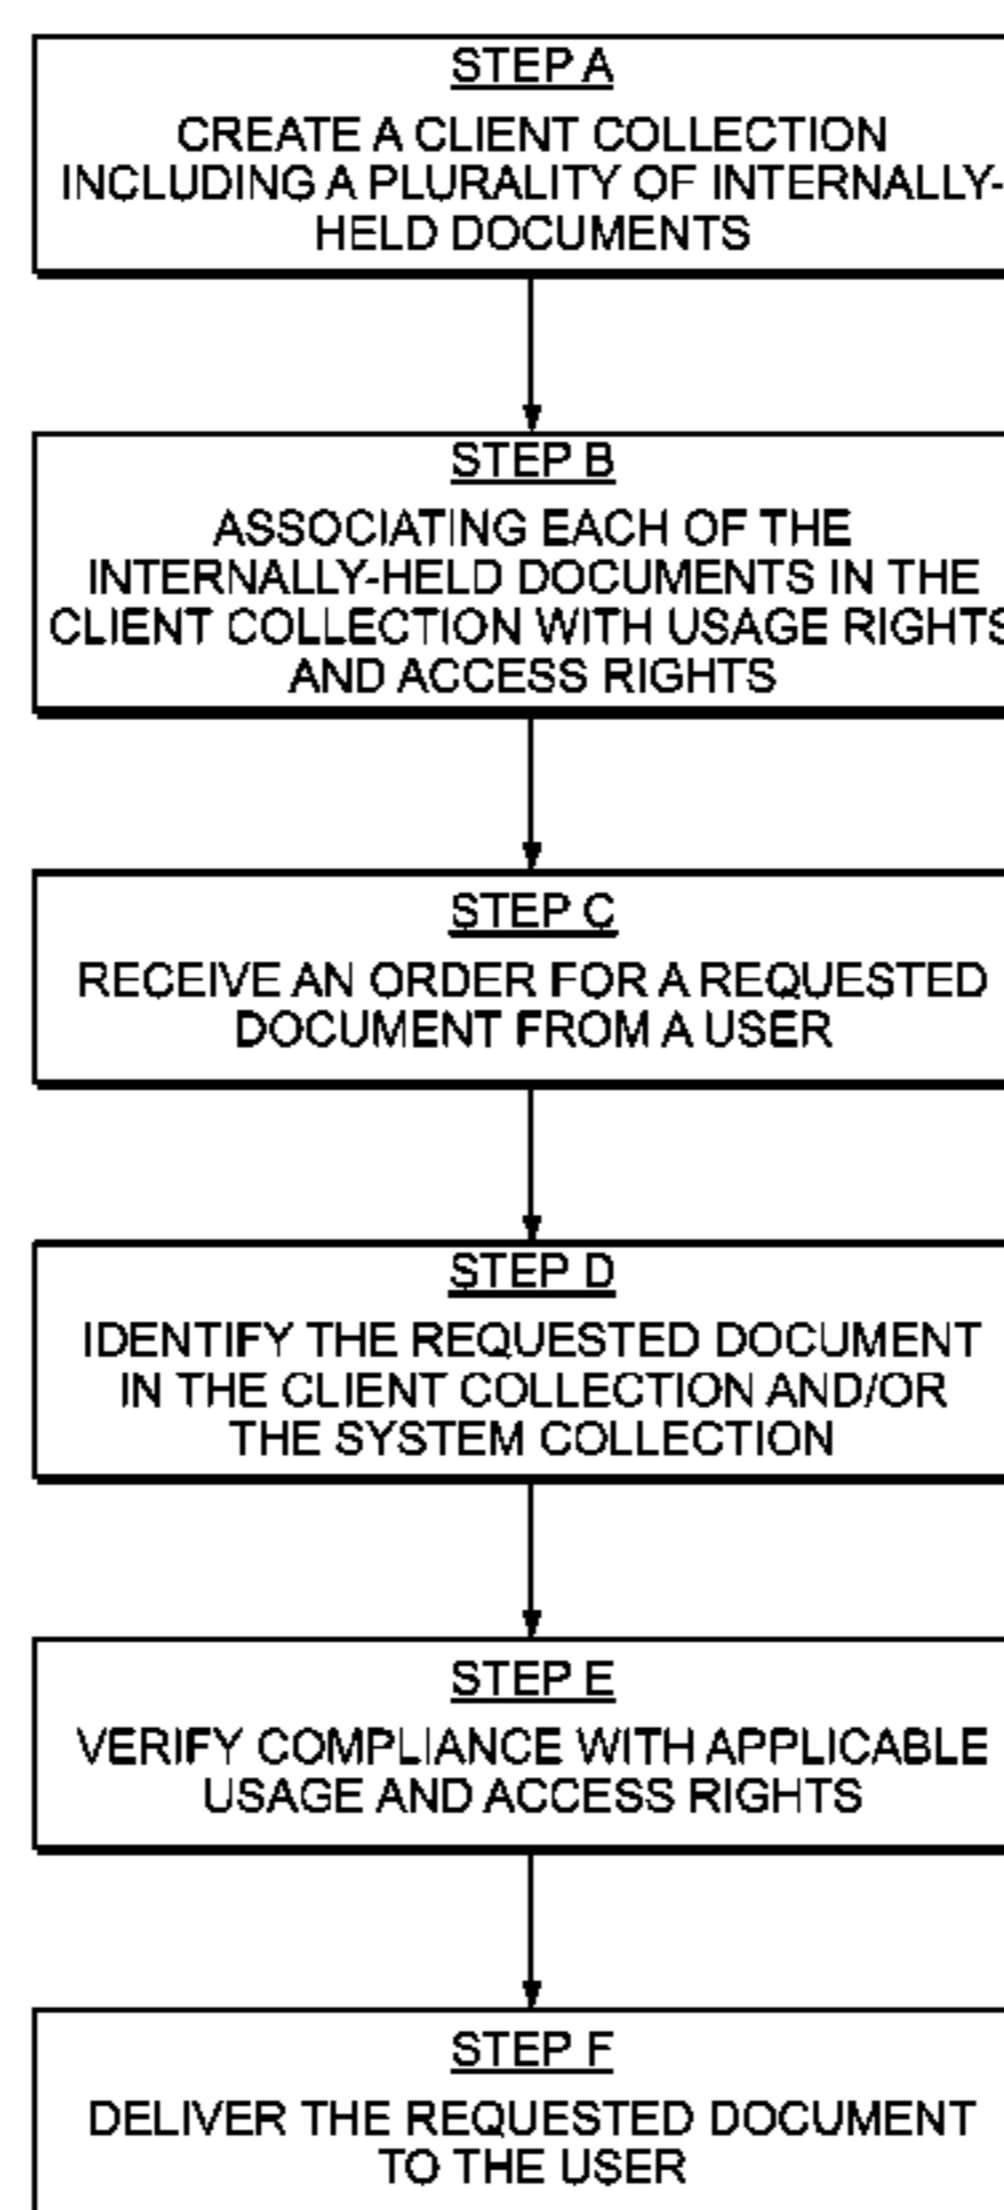 STEP A
CREATE A CLIENT COLLECTION
INCLUDING A PLURALITY OF INTERNALLY-
HELD DOCUMENTS
STEP B
ASSOCIATING EACH OF THE
INTERNALLY-HELD DOCUMENTS IN THE
CLIENT COLLECTION WITH USAGE RIGHTS
AND ACCESS RIGHTS
STEP C
RECEIVE AN ORDER FOR A REQUESTED
DOCUMENT FROM A USER
STEP D
IDENTIFY THE REQUESTED DOCUMENT
IN THE CLIENT COLLECTION AND/OR
THE SYSTEM COLLECTION
STEP E
VERIFY COMPLIANCE WITH APPLICABLE
USAGE AND ACCESS RIGHTS
STEP F
DELIVER THE REQUESTED DOCUMENT
TO THE USER